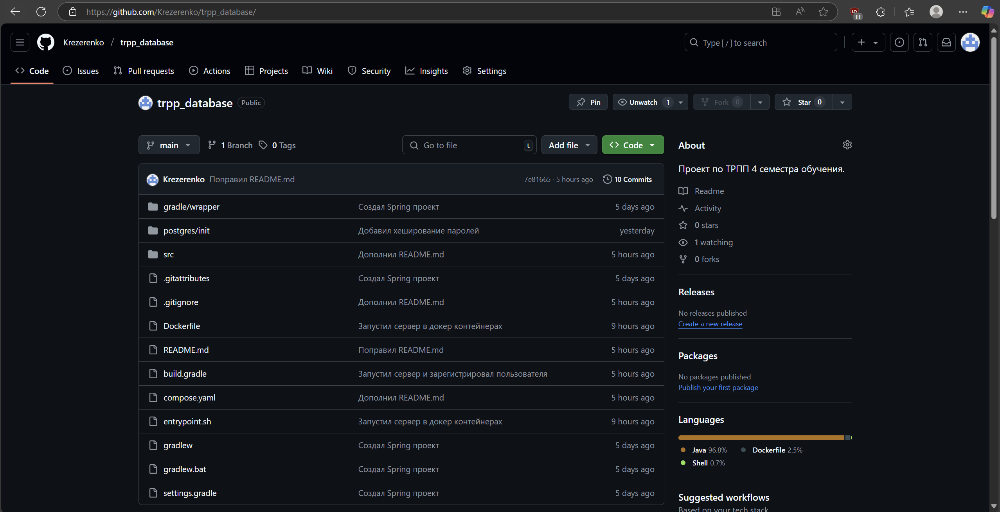 https://github.com/Krezerenko/trpp_database/
11
Krezerenko / trpp_database
Type / to search
Code Issues Pull requests Actions Projects Wiki Security Insights Settings
trpp_database Public
Pin Unwatch 1 Fork 0 Star 0
main 1 Branch 0 Tags Go to file t Add file Code
Krezerenko Поправил README.md 7e81665 · 5 hours ago 10 Commits
gradle/wrapper Создал Spring проект 5 days ago
postgres/init Добавил хеширование паролей yesterday
src Дополнил README.md 5 hours ago
.gitattributes Создал Spring проект 5 days ago
.gitignore Дополнил README.md 5 hours ago
Dockerfile Запустил сервер в докер контейнерах 9 hours ago
README.md Поправил README.md 5 hours ago
build.gradle Запустил сервер и зарегистрировал пользователя 5 hours ago
compose.yaml Дополнил README.md 5 hours ago
entrypoint.sh Запустил сервер в докер контейнерах 9 hours ago
gradlew Создал Spring проект 5 days ago
gradlew.bat Создал Spring проект 5 days ago
settings.gradle Создал Spring проект 5 days ago
About
Проект по ТРПП 4 семестра обучения.
Readme
Activity
0 stars
1 watching
0 forks
Releases
No releases published
Create a new release
Packages
No packages published
Publish your first package
Languages
Java 96.8% Dockerfile 2.5%
Shell 0.7%
Suggested workflows
Based on your tech stack